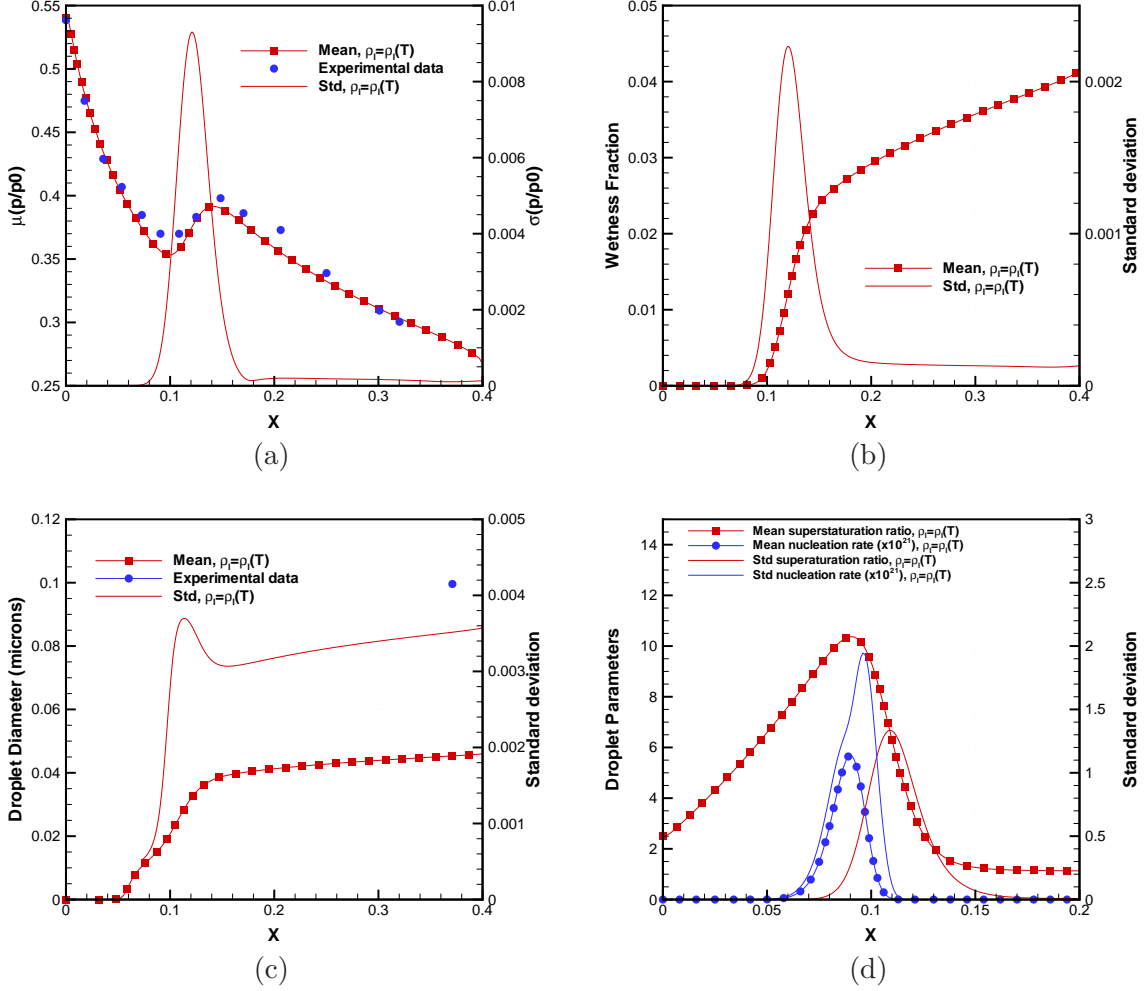 0.55
0.5
0.45
0.4
0.35
0.3
0.25
μ(p/p0)
0
0.1
0.2
0.3
0.4
X
0.01
0.008
0.006
0.004
0.002
0
σ(p/p0)
Mean, ρl=ρl(T)
Experimental data
Std, ρl=ρl(T)
(a)
0.05
0.04
0.03
0.02
0.01
0
Wetness Fraction
0
0.1
0.2
0.3
0.4
X
0.002
0.001
0
Standard deviation
Mean, ρl=ρl(T)
Std, ρl=ρl(T)
(b)
0.12
0.1
0.08
0.06
0.04
0.02
0
Droplet Diameter (microns)
0
0.1
0.2
0.3
0.4
X
0.005
0.004
0.003
0.002
0.001
0
Standard deviation
Mean, ρl=ρl(T)
Experimental data
Std, ρl=ρl(T)
(c)
14
12
10
8
6
4
2
0
Droplet Parameters
0
0.05
0.1
0.15
0.2
X
3
2.5
2
1.5
1
0.5
0
Standard deviation
Mean superstaturation ratio, ρl=ρl(T)
Mean nucleation rate (x10^21), ρl=ρl(T)
Std superaturation ratio, ρl=ρl(T)
Std nucleation rate (x10^21), ρl=ρl(T)
(d)